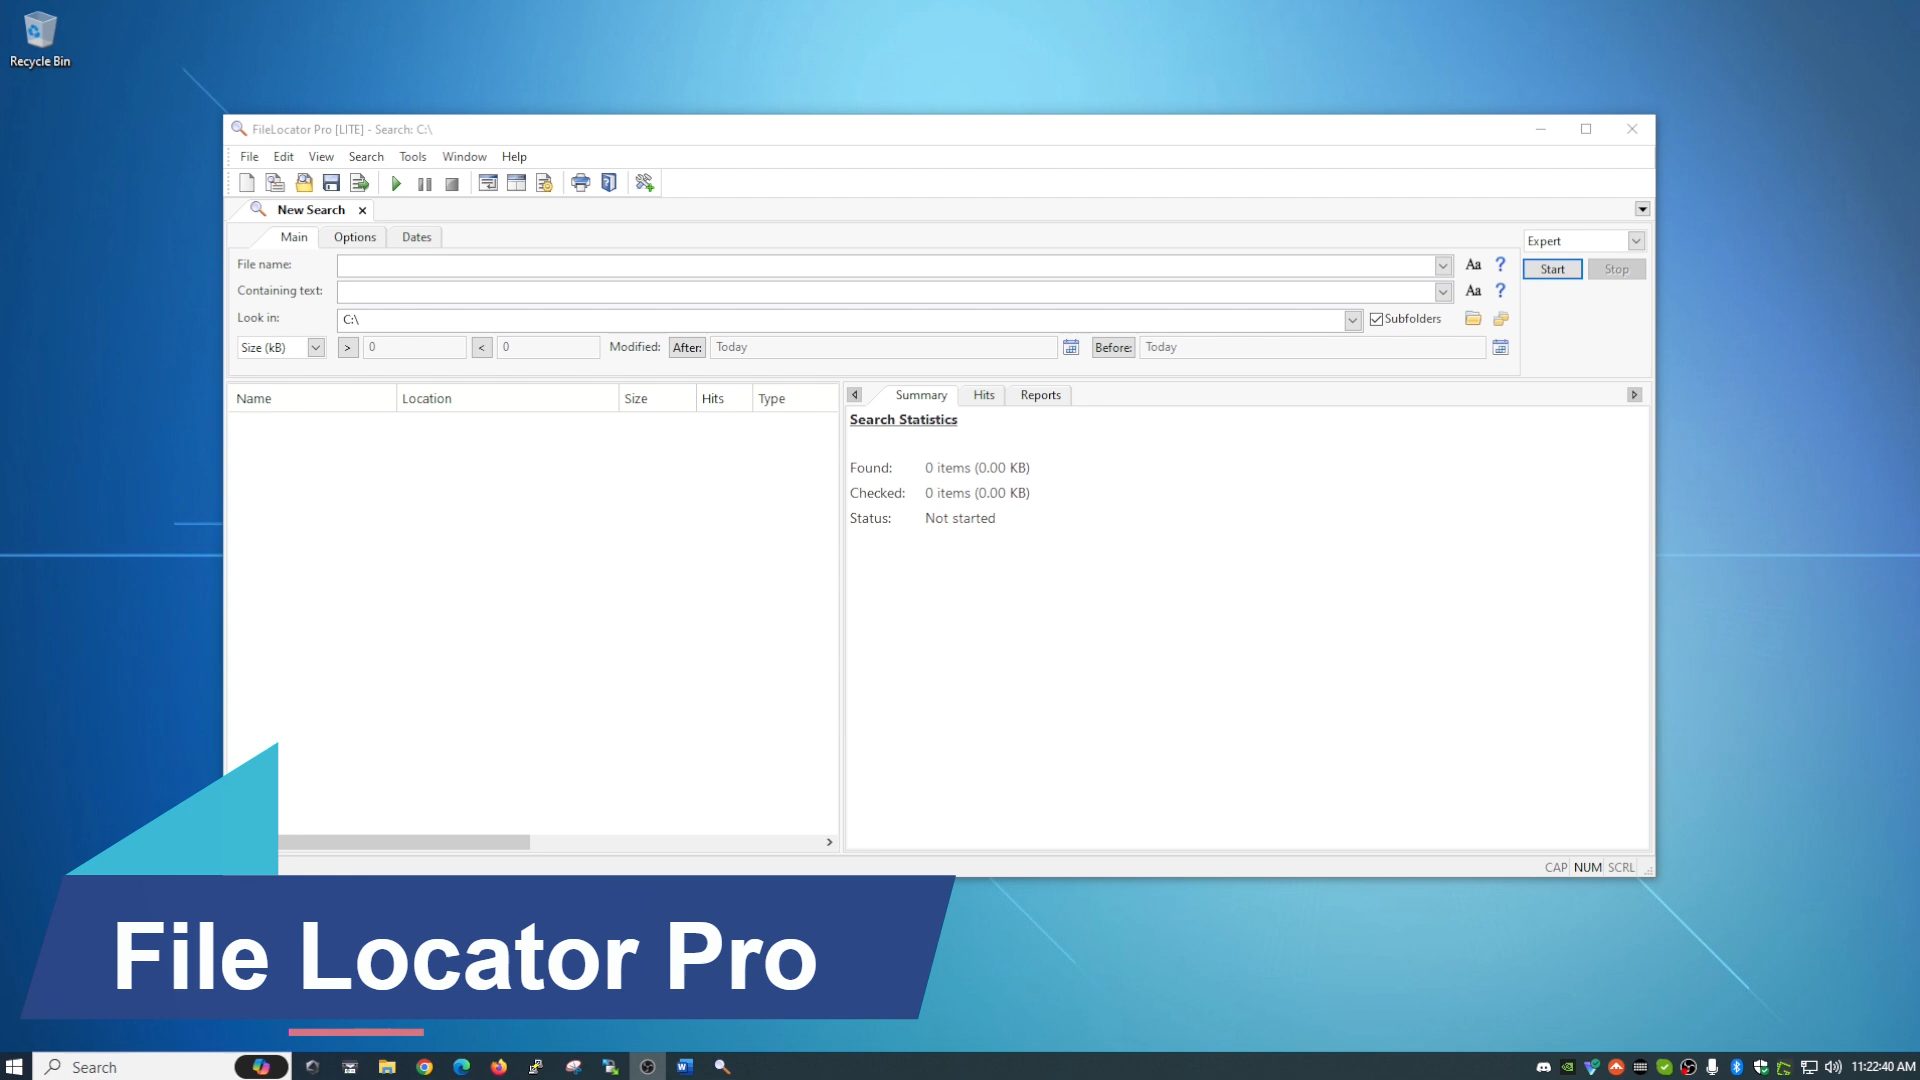 Recycle Bin
FileLocator Pro [LITE] - Search: C:\
File Edit View Search Tools Window Help
New Search
Main Options Dates
Expert
File name: Aa ?
Start Stop
Containing text: Aa ?
Look in: C:\ Subfolders
Size (kB) > 0 < 0 Modified: After: Today Before: Today
Name Location Size Hits Type
Summary Hits Reports
Search Statistics
Found: 0 items (0.00 KB)
Checked: 0 items (0.00 KB)
Status: Not started
CAP NUM SCRL
File Locator Pro
Search
11:22:40 AM